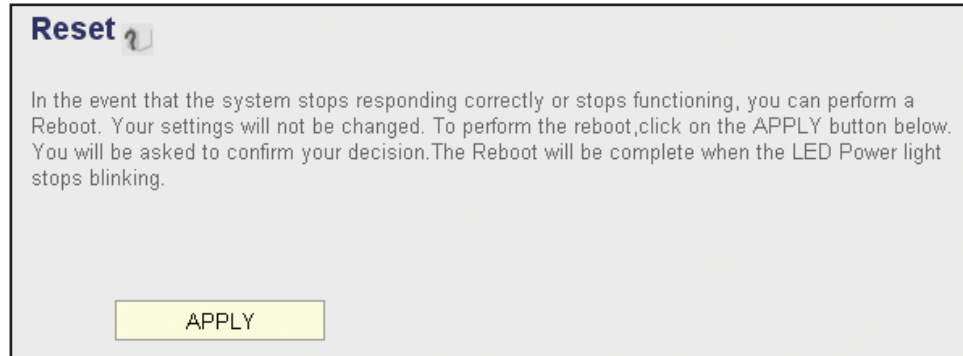 Reset
In the event that the system stops responding correctly or stops functioning, you can perform a
Reboot. Your settings will not be changed. To perform the reboot,click on the APPLY button below.
You will be asked to confirm your decision.The Reboot will be complete when the LED Power light
stops blinking.
APPLY